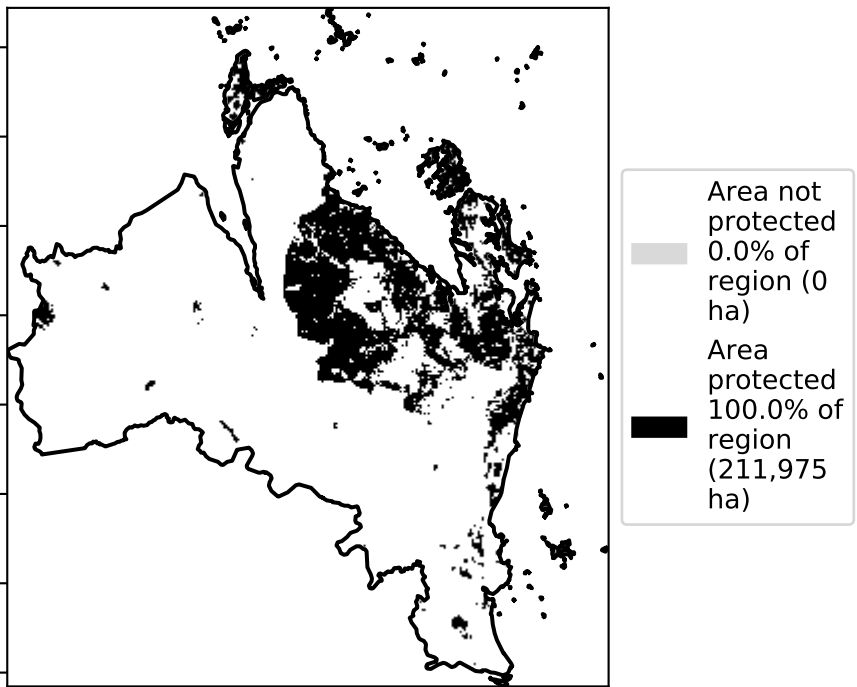 Area not
protected
0.0% of
region (0
ha)
Area
protected
100.0% of
region
(211,975
ha)